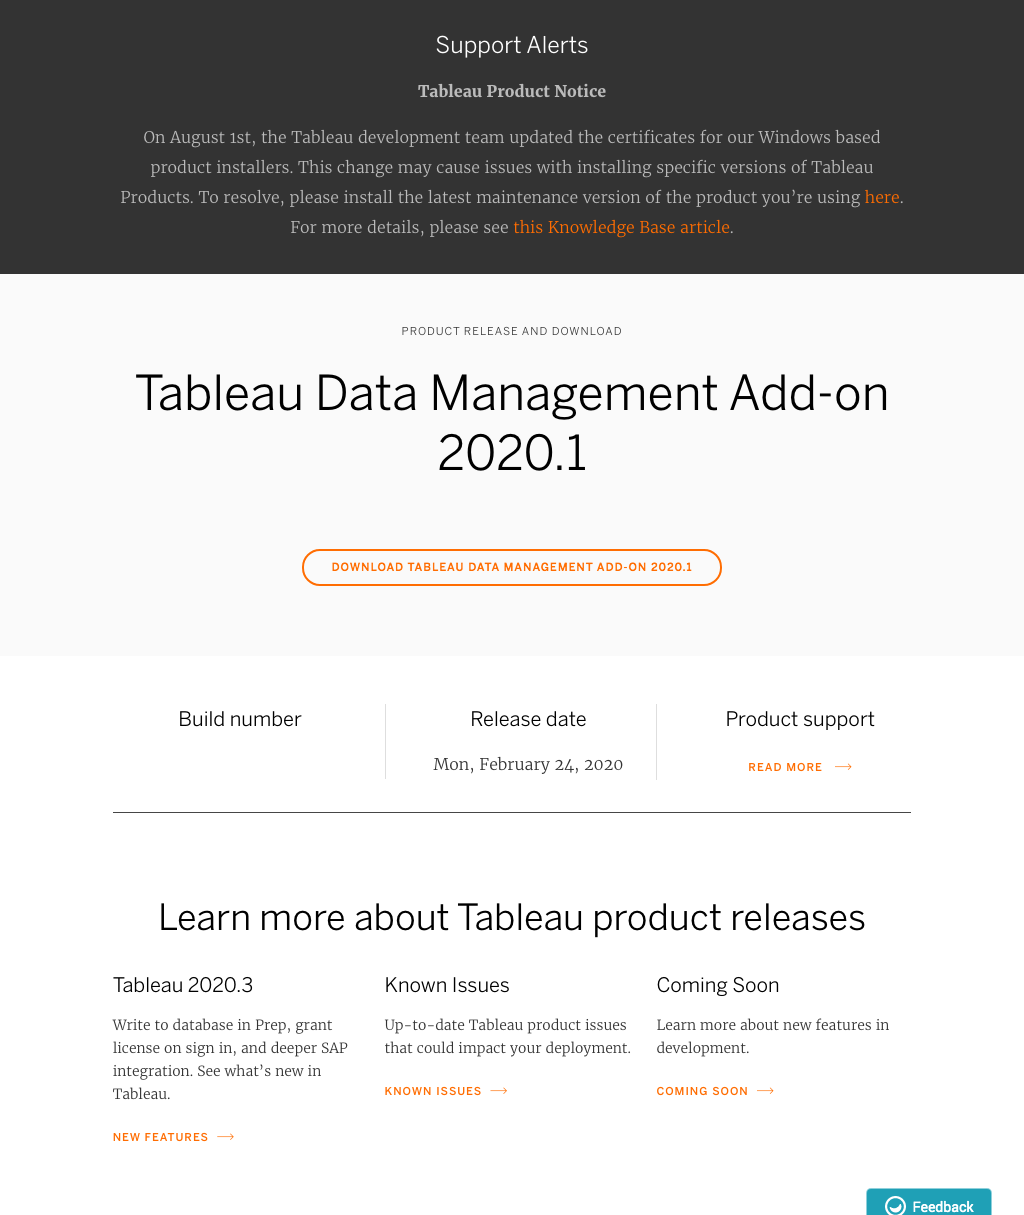 Support Alerts
Tableau Product Notice
On August 1st, the Tableau development team updated the certificates for our Windows based
product installers. This change may cause issues with installing specific versions of Tableau
Products. To resolve, please install the latest maintenance version of the product you’re using here.
For more details, please see this Knowledge Base article.
PRODUCT RELEASE AND DOWNLOAD
Tableau Data Management Add-on
2020.1
DOWNLOAD TABLEAU DATA MANAGEMENT ADD-ON 2020.1
Build number
Release date
Mon, February 24, 2020
Product support
READ MORE
Learn more about Tableau product releases
Tableau 2020.3
Write to database in Prep, grant
license on sign in, and deeper SAP
integration. See what’s new in
Tableau.
NEW FEATURES
Known Issues
Up-to-date Tableau product issues
that could impact your deployment.
KNOWN ISSUES
Coming Soon
Learn more about new features in
development.
COMING SOON
Feedback